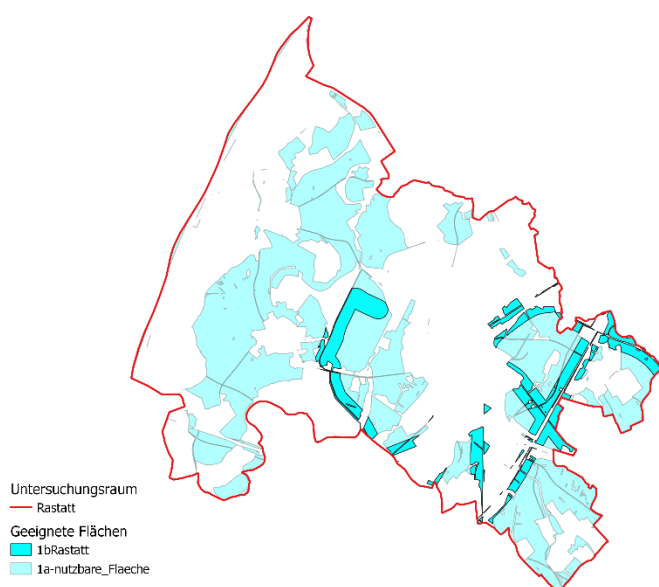 Untersuchungsraum
Rastatt
Geeignete Flächen
1bRastatt
1a-nutzbare_Flaeche